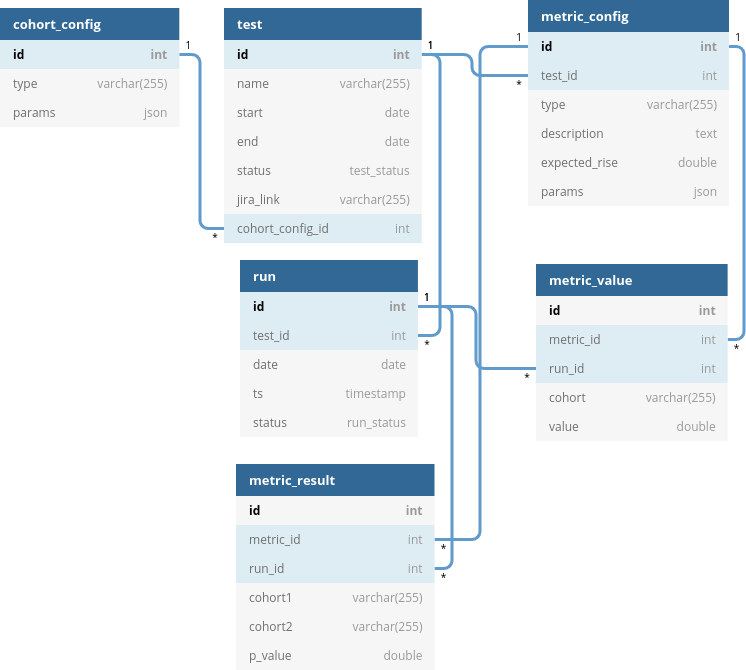 cohort_config
id int
type varchar(255)
params json
1
*
test
id int
name varchar(255)
start date
end date
status test_status
jira_link varchar(255)
cohort_config_id int
1
*
metric_config
1 id int 1
test_id int
type varchar(255)
description text
expected_rise double
params json
run
id int
test_id int
date date
ts timestamp
status run_status
1
*
*
metric_value
id int
metric_id int
run_id int
cohort varchar(255)
value double
*
metric_result
id int
metric_id int
run_id int
cohort1 varchar(255)
cohort2 varchar(255)
p_value double
*
*